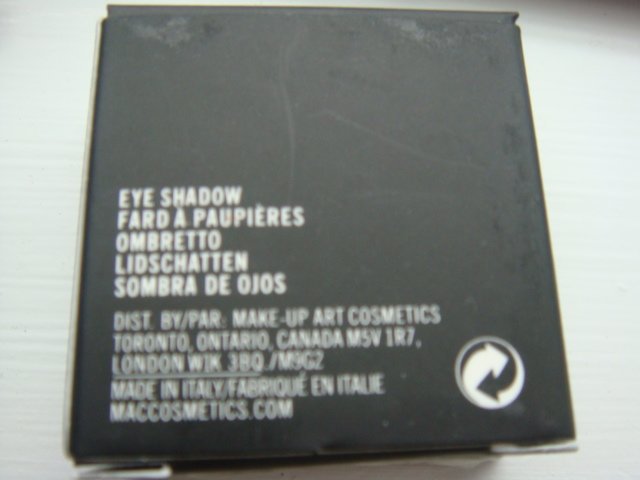 EYE SHADOW
FARD À PAUPIÈRES
OMBRETTO
LIDSCHATTEN
SOMBRA DE OJOS
DIST. BY/PAR: MAKE-UP ART COSMETICS
TORONTO, ONTARIO, CANADA M5V 1R7,
LONDON W1K 3BQ /M5G2
MADE IN ITALY/FABRIQUÉ EN ITALIE
MACCOSMETICS.COM